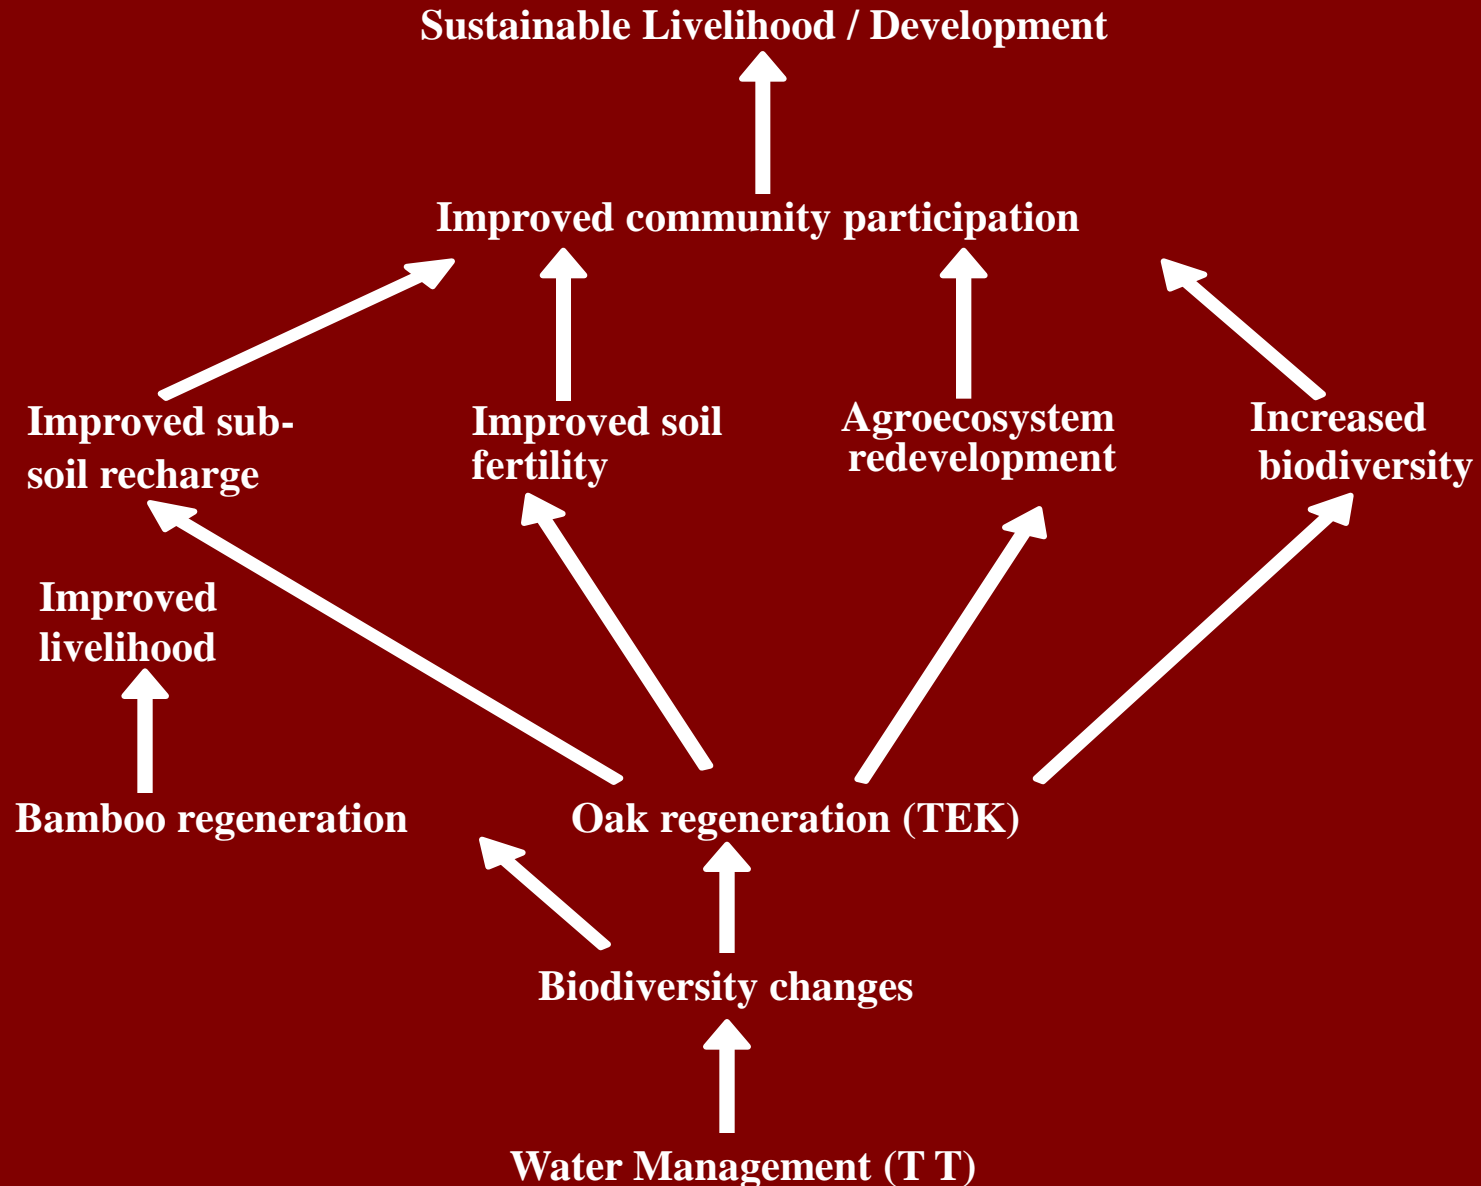 Sustainable Livelihood / Development
Improved community participation
Improved sub-
soil recharge
Improved soil
fertility
Agroecosystem
redevelopment
Increased
biodiversity
Improved
livelihood
Bamboo regeneration
Oak regeneration (TEK)
Biodiversity changes
Water Management (T T)